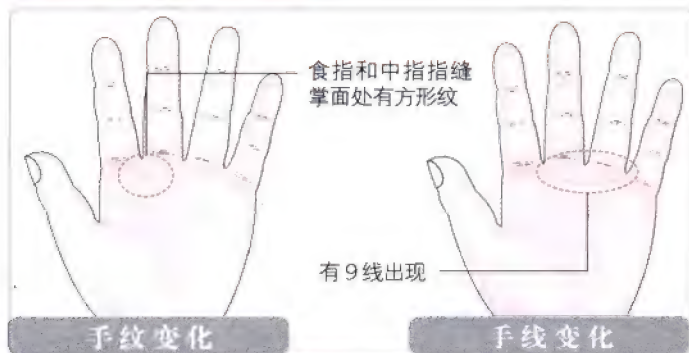 食指和中指指缝
掌面处有方形纹
有9线出现
手纹变化
手线变化